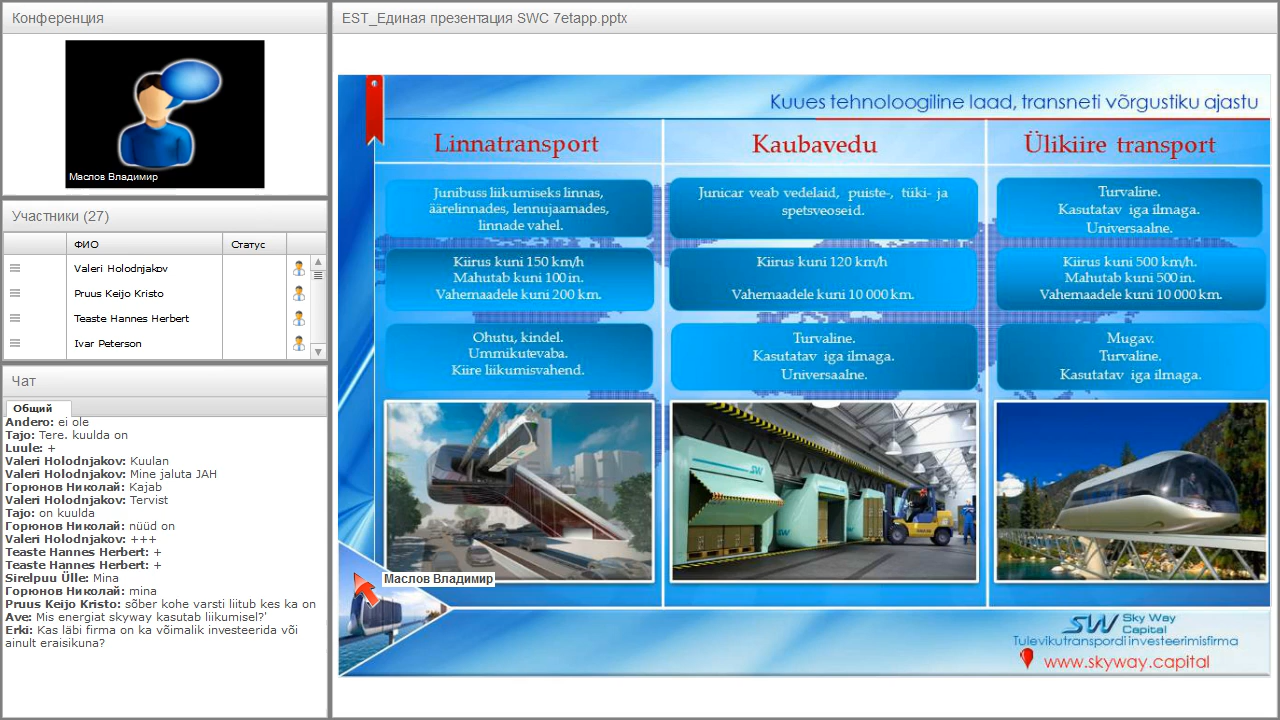 Конференция
Маслов Владимир
Участники (27)
ФИО
Статус
Valeri Holodnjakov
Pruus Keijo Kristo
Teaste Hannes Herbert
Ivar Peterson
Чат
Общий
Andero: ei ole
Tajo: Tere. kuulda on
Luule: +
Valeri Holodnjakov: Kuulan
Valeri Holodnjakov: Mine jaluta JAH
Горюнов Николай: Kajab
Valeri Holodnjakov: Tervist
Tajo: on kuulda
Горюнов Николай: nüüd on
Valeri Holodnjakov: +++
Teaste Hannes Herbert: +
Teaste Hannes Herbert: +
Sirelpuu Ülle: Mina
Горюнов Николай: mina
Pruus Keijo Kristo: sõber kohe varsti liitub kes ka on
Ave: Mis energiat skyway kasutab liikumisel?'
Erki: Kas läbi firma on ka võimalik investeerida või
ainult eraisikuna?
EST_Единая презентация SWC 7etapp.pptx
Kuues tehnoloogiline laad, transneti võrgustiku ajastu
Linnatransport
Junibuss liikumiseks linnas,
äärelinnades, lennujaamades,
linnade vahel.
Kiirus kuni 150 km/h
Mahutab kuni 100 in.
Vahemaadele kuni 200 km.
Ohutu, kindel.
Ummikutevaba.
Kiire liikumisvahend.
Kaubavedu
Junicar veab vedelaid, puiste-, tüki- ja
spetsveoseid.
Kiirus kuni 120 km/h
Vahemaadele kuni 10 000 km.
Turvaline.
Kasutatav iga ilmaga.
Universaalne.
Ülikiire transport
Turvaline.
Kasutatav iga ilmaga.
Universaalne.
Kiirus kuni 500 km/h.
Mahutab kuni 500 in.
Vahemaadele kuni 10 000 km.
Mugav.
Turvaline.
Kasutatav iga ilmaga.
SW
SW
Маслов Владимир
SW Sky Way
Capital
Tulevikutranspordi investeerimisfirma
www.skyway.capital